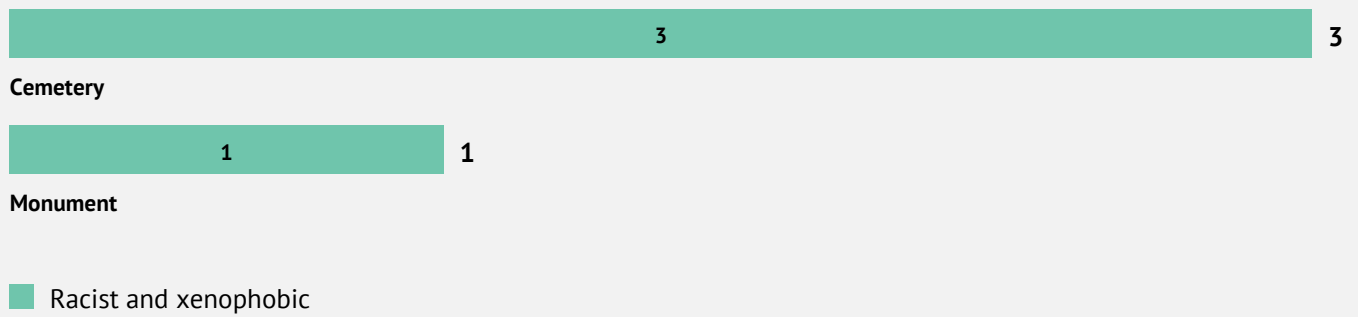 3 3
Cemetery
1 1
Monument
Racist and xenophobic